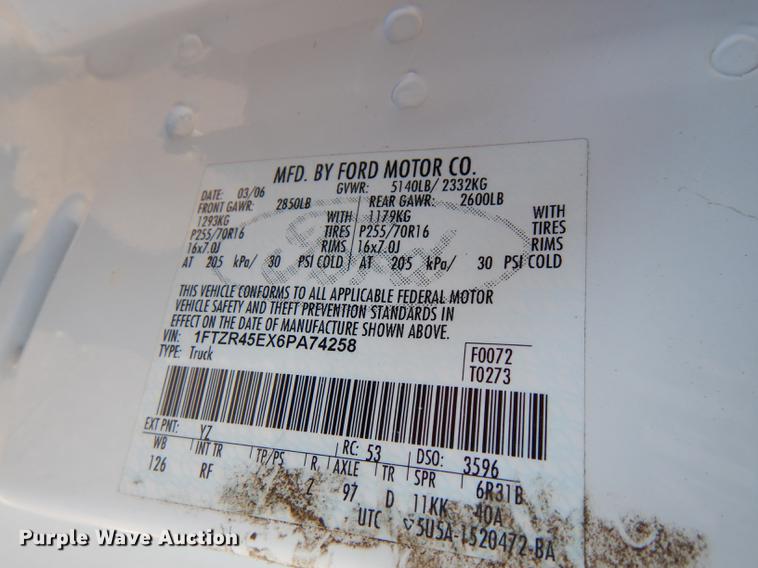 MFD. BY FORD MOTOR CO.
DATE: 03/06 GVWR: 5140LB/ 2332KG
FRONT GAWR: 2850LB REAR GAWR: 2600LB
1293KG WITH 1179KG WITH
P255/70R16 TIRES P255/70R16 TIRES
16x7.0J RIMS 16x7.0J RIMS
AT 205 kPa/ 30 PSI COLD AT 205 kPa/ 30 PSI COLD
Ford
THIS VEHICLE CONFORMS TO ALL APPLICABLE FEDERAL MOTOR
VEHICLE SAFETY AND THEFT PREVENTION STANDARDS IN
EFFECT ON THE DATE OF MANUFACTURE SHOWN ABOVE.
VIN: 1FTZR45EX6PA74258
TYPE: Truck
F0072
T0273
EXT PNT: YZ RC: 53 DSO: 3596
WB INT TR TP/PS R AXLE TR SPR 6R31B
126 RF 2 97 D 11KK 40A
UTC 5U5A-1520472-BA
Purple Wave Auction